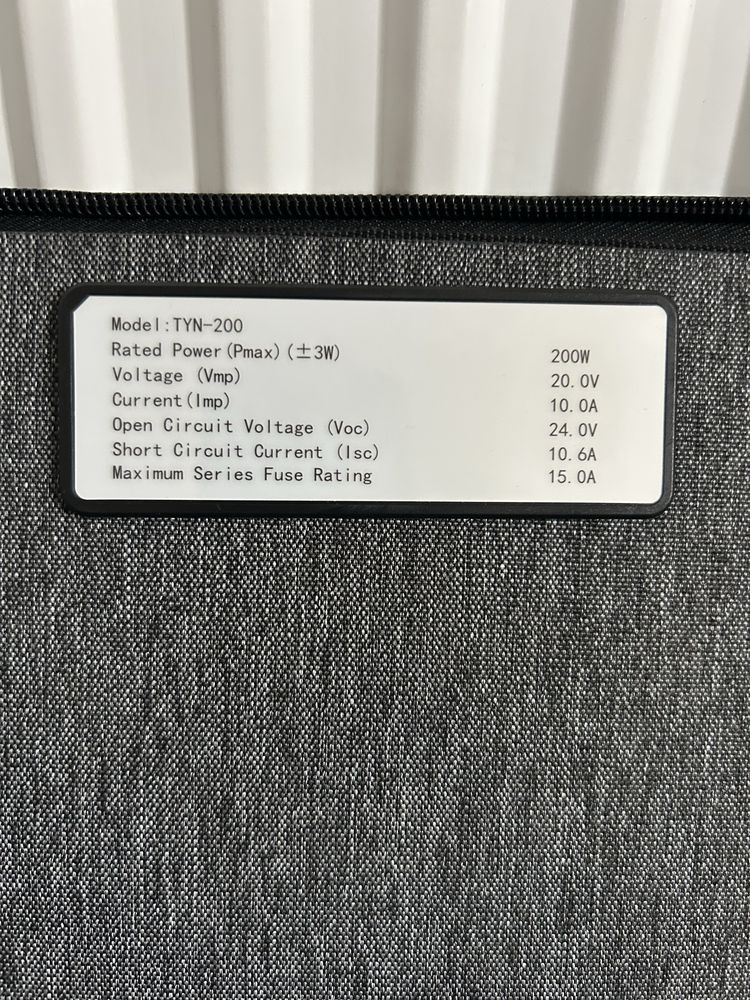 Model:TYN-200
Rated Power(Pmax)(±3W) 200W
Voltage (Vmp) 20.0V
Current(Imp) 10.0A
Open Circuit Voltage (Voc) 24.0V
Short Circuit Current (Isc) 10.6A
Maximum Series Fuse Rating 15.0A